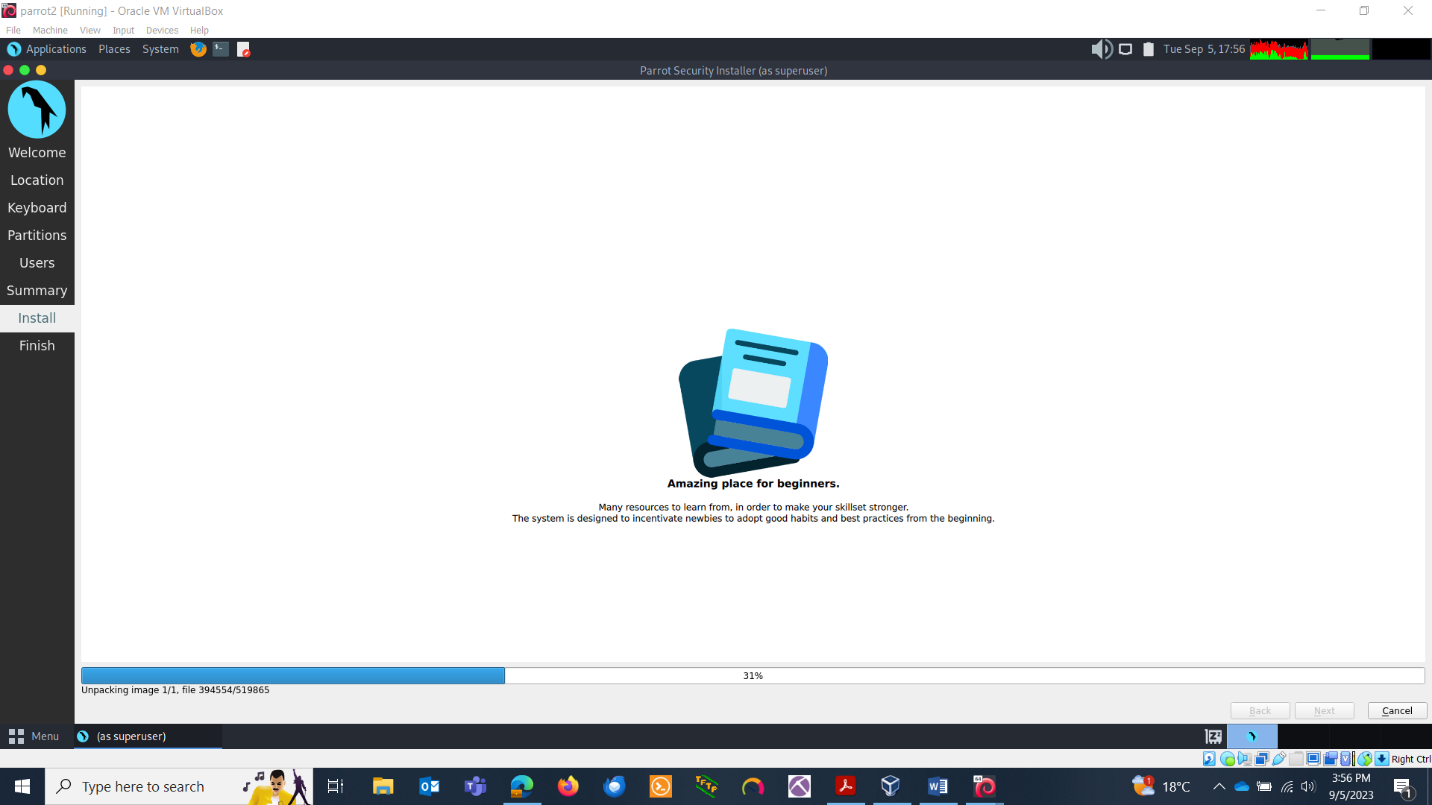 parrot2 [Running] - Oracle VM VirtualBox
File Machine View Input Devices Help
Applications Places System Tue Sep 5, 17:56
Parrot Security Installer (as superuser)
Welcome
Location
Keyboard
Partitions
Users
Summary
Install
Finish
Amazing place for beginners.
Many resources to learn from, in order to make your skillset stronger.
The system is designed to incentivate newbies to adopt good habits and best practices from the beginning.
31%
Unpacking image 1/1, file 394554/519865
Back Next Cancel
Menu (as superuser)
Right Ctrl
Type here to search
TFTP
1
18°C
3:56 PM
9/5/2023
1